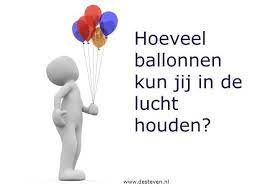 Hoeveel
ballonnen
kun jij in de
lucht
houden?
www.desteven.nl